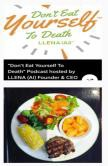 Don't Eat
Yourself
To Death
LLENA (AI)
"Don't Eat Yourself To
Death" Podcast hosted by
LLENA (AI) Founder & CEO